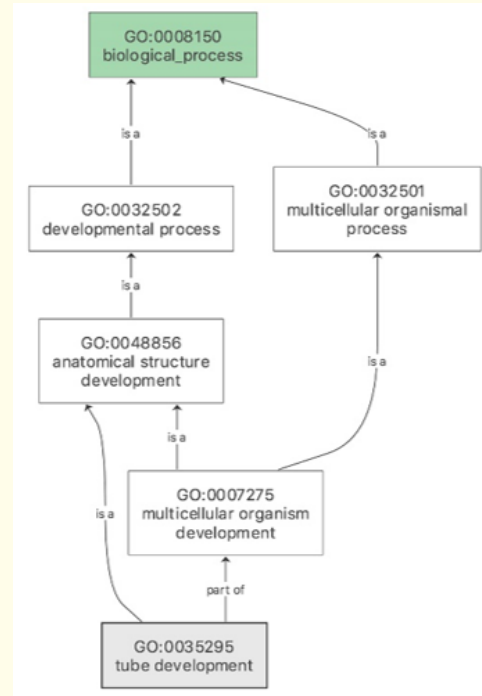 GO:0008150
biological_process
is a
is a
GO:0032502
developmental process
GO:0032501
multicellular organismal
process
is a
GO:0048856
anatomical structure
development
is a
is a
GO:0007275
multicellular organism
development
is a
part of
GO:0035295
tube development